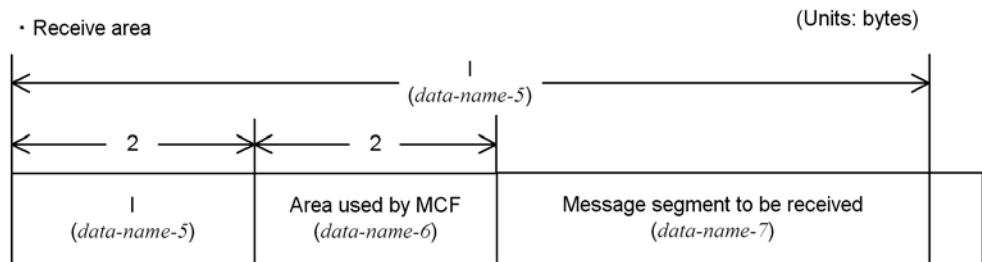 ・Receive area
(Units: bytes)
l
(data-name-5)
2
2
l
(data-name-5)
Area used by MCF
(data-name-6)
Message segment to be received
(data-name-7)